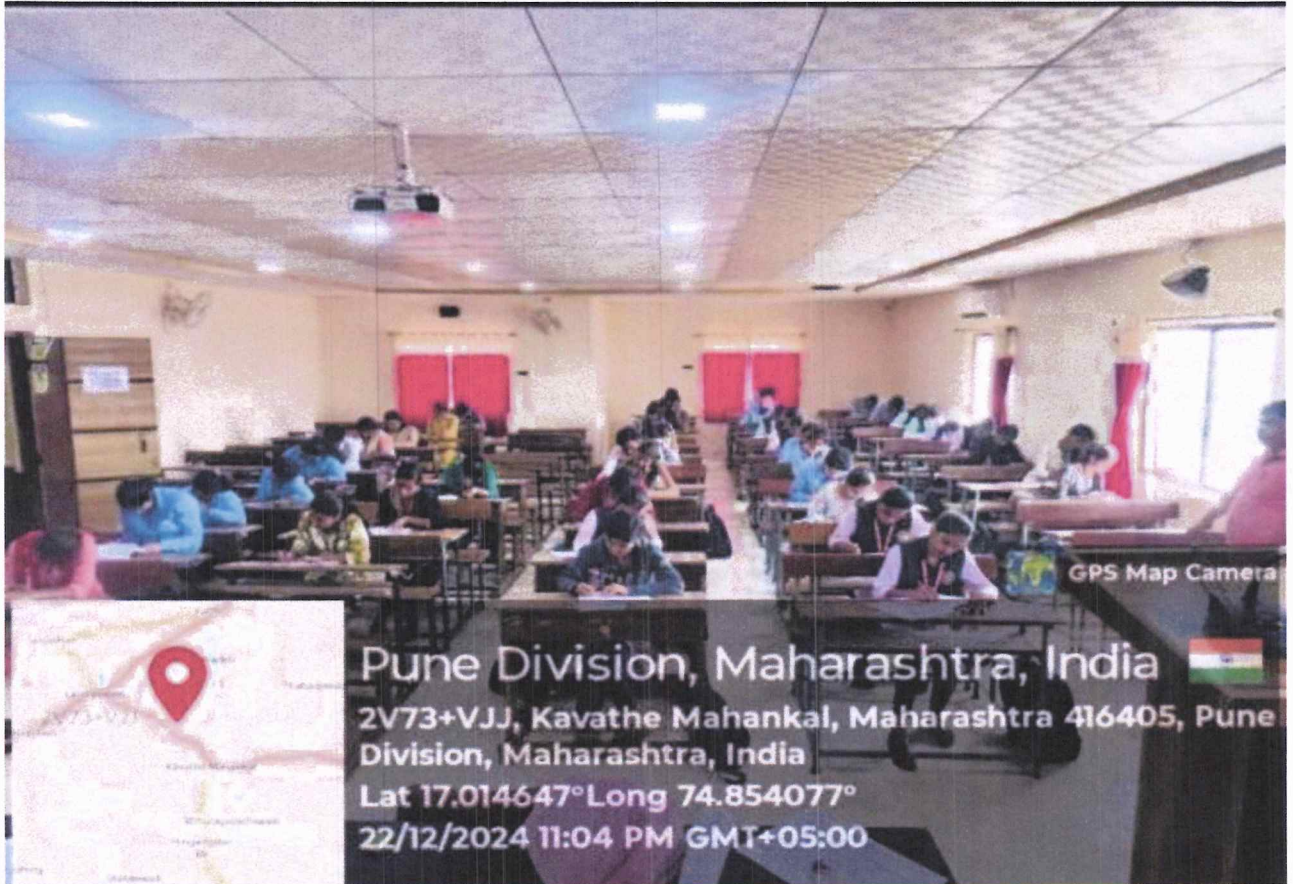 GPS Map Camera
Pune Division, Maharashtra, India
2V73+VJJ, Kavathe Mahankal, Maharashtra 416405, Pune
Division, Maharashtra, India
Lat 17.014647°Long 74.854077°
22/12/2024 11:04 PM GMT+05:00